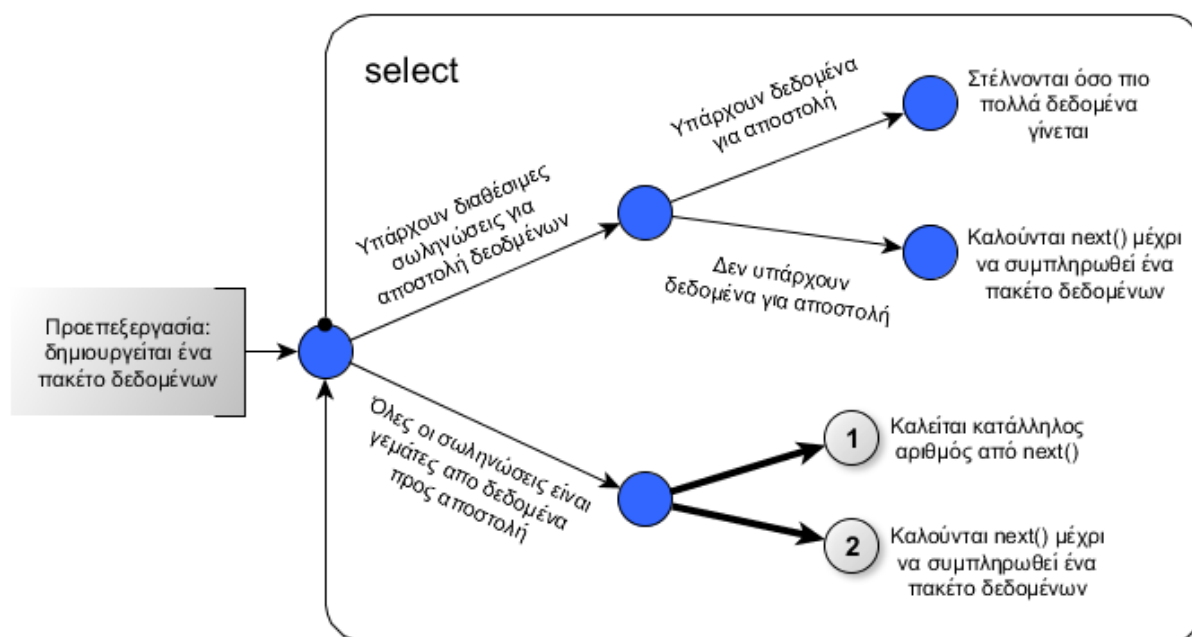 select
Υπάρχουν δεδομένα
για αποστολή
Στέλνονται όσο πιο
πολλά δεδομένα
γίνεται
Υπάρχουν διαθέσιμες
σωληνώσεις για
αποστολή δεοδμένων
Δεν υπάρχουν
δεδομένα για αποστολή
Καλούνται next() μέχρι
να συμπληρωθεί ένα
πακέτο δεδομένων
Προεπεξεργασία:
δημιουργείται ένα
πακέτο δεδομένων
Όλες οι σωληνώσεις είναι
γεμάτες απο δεδομένα
προς αποστολή
1
Καλείται κατάλληλος
αριθμός από next()
2
Καλούνται next() μέχρι
να συμπληρωθεί ένα
πακέτο δεδομένων